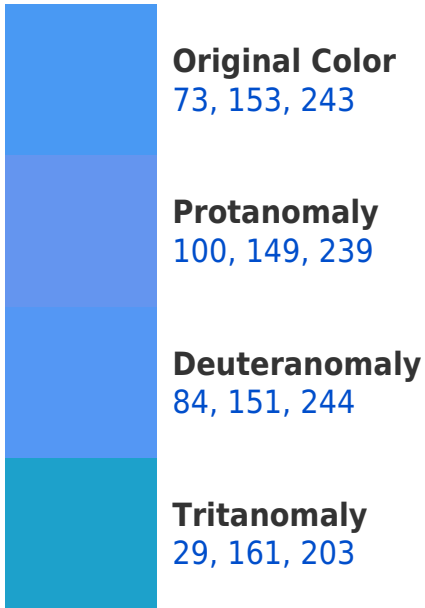 Original Color
73, 153, 243
Protanomaly
100, 149, 239
Deuteranomaly
84, 151, 244
Tritanomaly
29, 161, 203